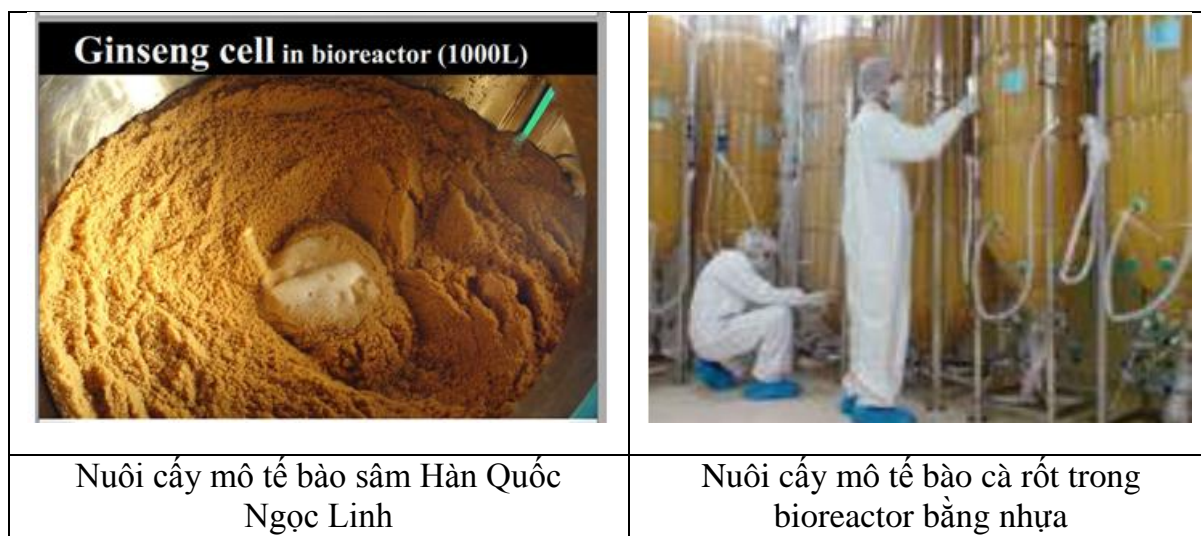 Ginseng cell in bioreactor (1000L)
Nuôi cấy mô tế bào sâm Hàn Quốc
Ngọc Linh
Nuôi cấy mô tế bào cà rốt trong
bioreactor bằng nhựa